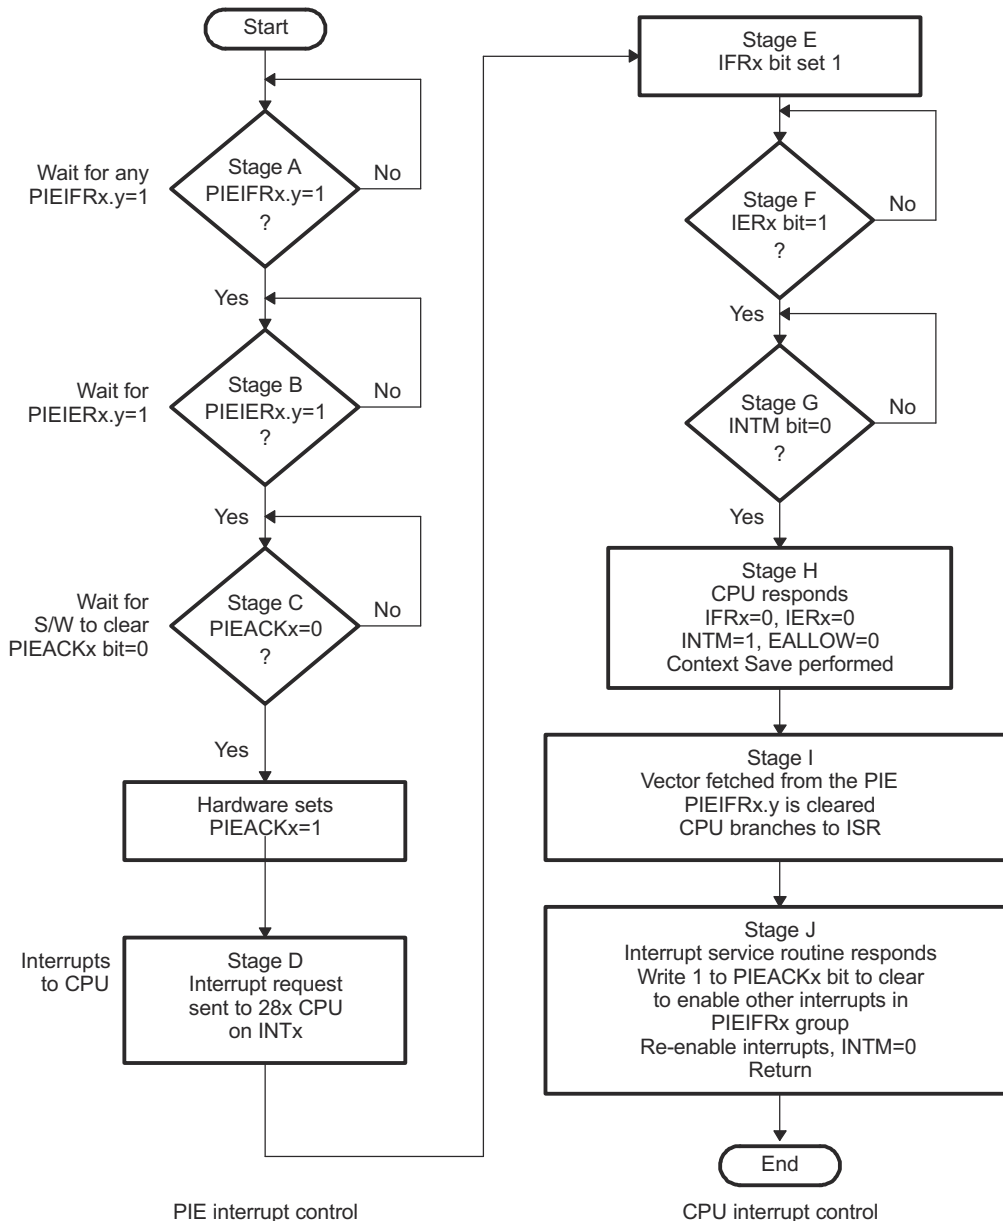 Start
Stage A
PIEIFRx.y=1
?
No
Wait for any
PIEIFRx.y=1
Yes
Stage B
PIEIERx.y=1
?
No
Wait for
PIEIERx.y=1
Yes
Stage C
PIEACKx=0
?
No
Wait for
S/W to clear
PIEACKx bit=0
Yes
Hardware sets
PIEACKx=1
Interrupts
to CPU
Stage D
Interrupt request
sent to 28x CPU
on INTx
PIE interrupt control
Stage E
IFRx bit set 1
Stage F
IERx bit=1
?
No
Yes
Stage G
INTM bit=0
?
No
Yes
Stage H
CPU responds
IFRx=0, IERx=0
INTM=1, EALLOW=0
Context Save performed
Stage I
Vector fetched from the PIE
PIEIFRx.y is cleared
CPU branches to ISR
Stage J
Interrupt service routine responds
Write 1 to PIEACKx bit to clear
to enable other interrupts in
PIEIFRx group
Re-enable interrupts, INTM=0
Return
End
CPU interrupt control